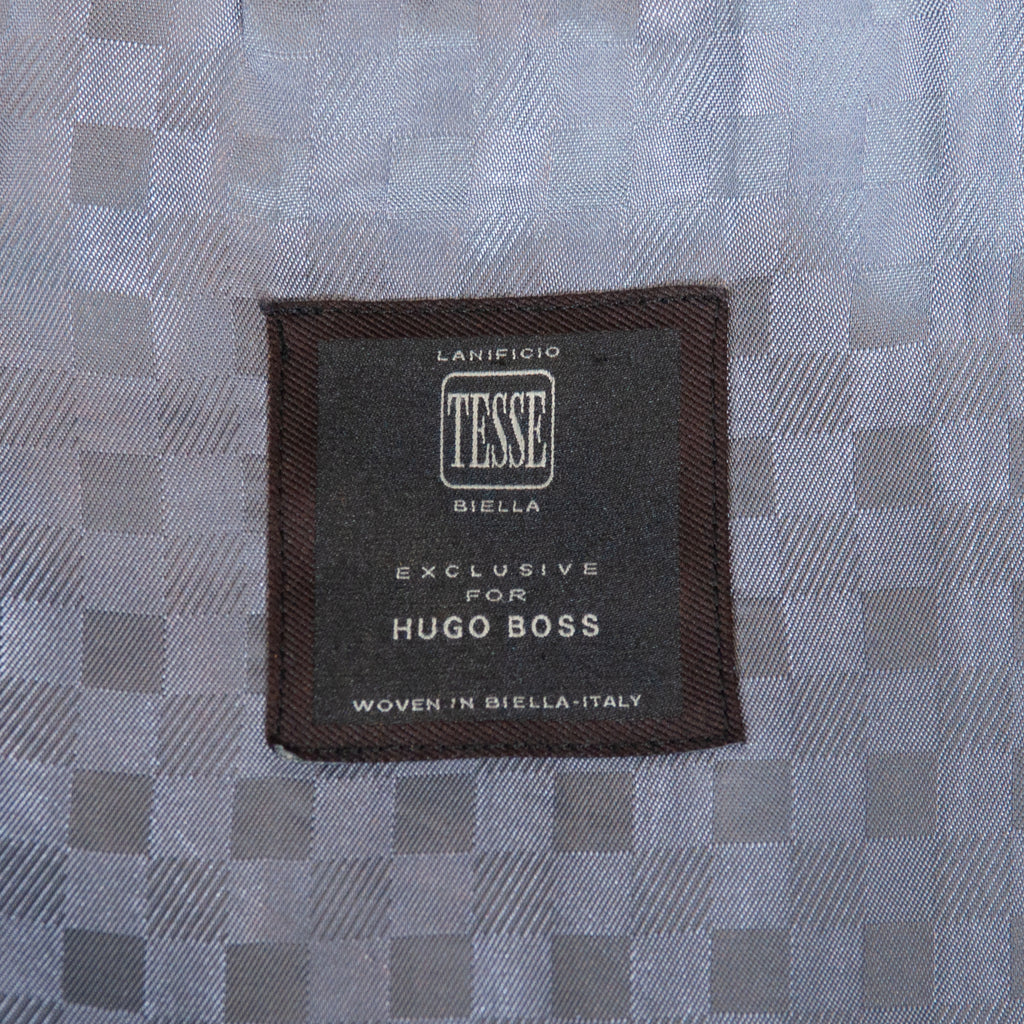 LANIFICIO
TESSE
BIELLA
EXCLUSIVE
FOR
HUGO BOSS
WOVEN IN BIELLA-ITALY